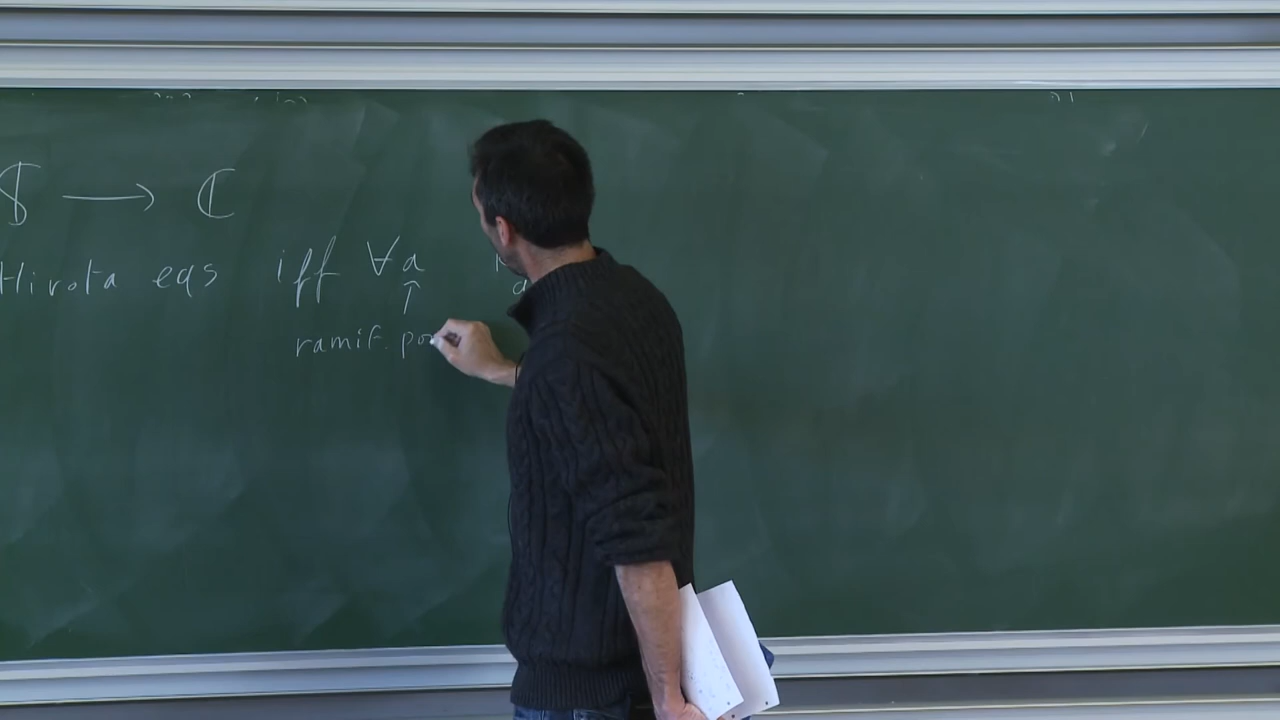 $ ⟶ ℂ
Hirota eqs iff ∀a
↑
ramif. po